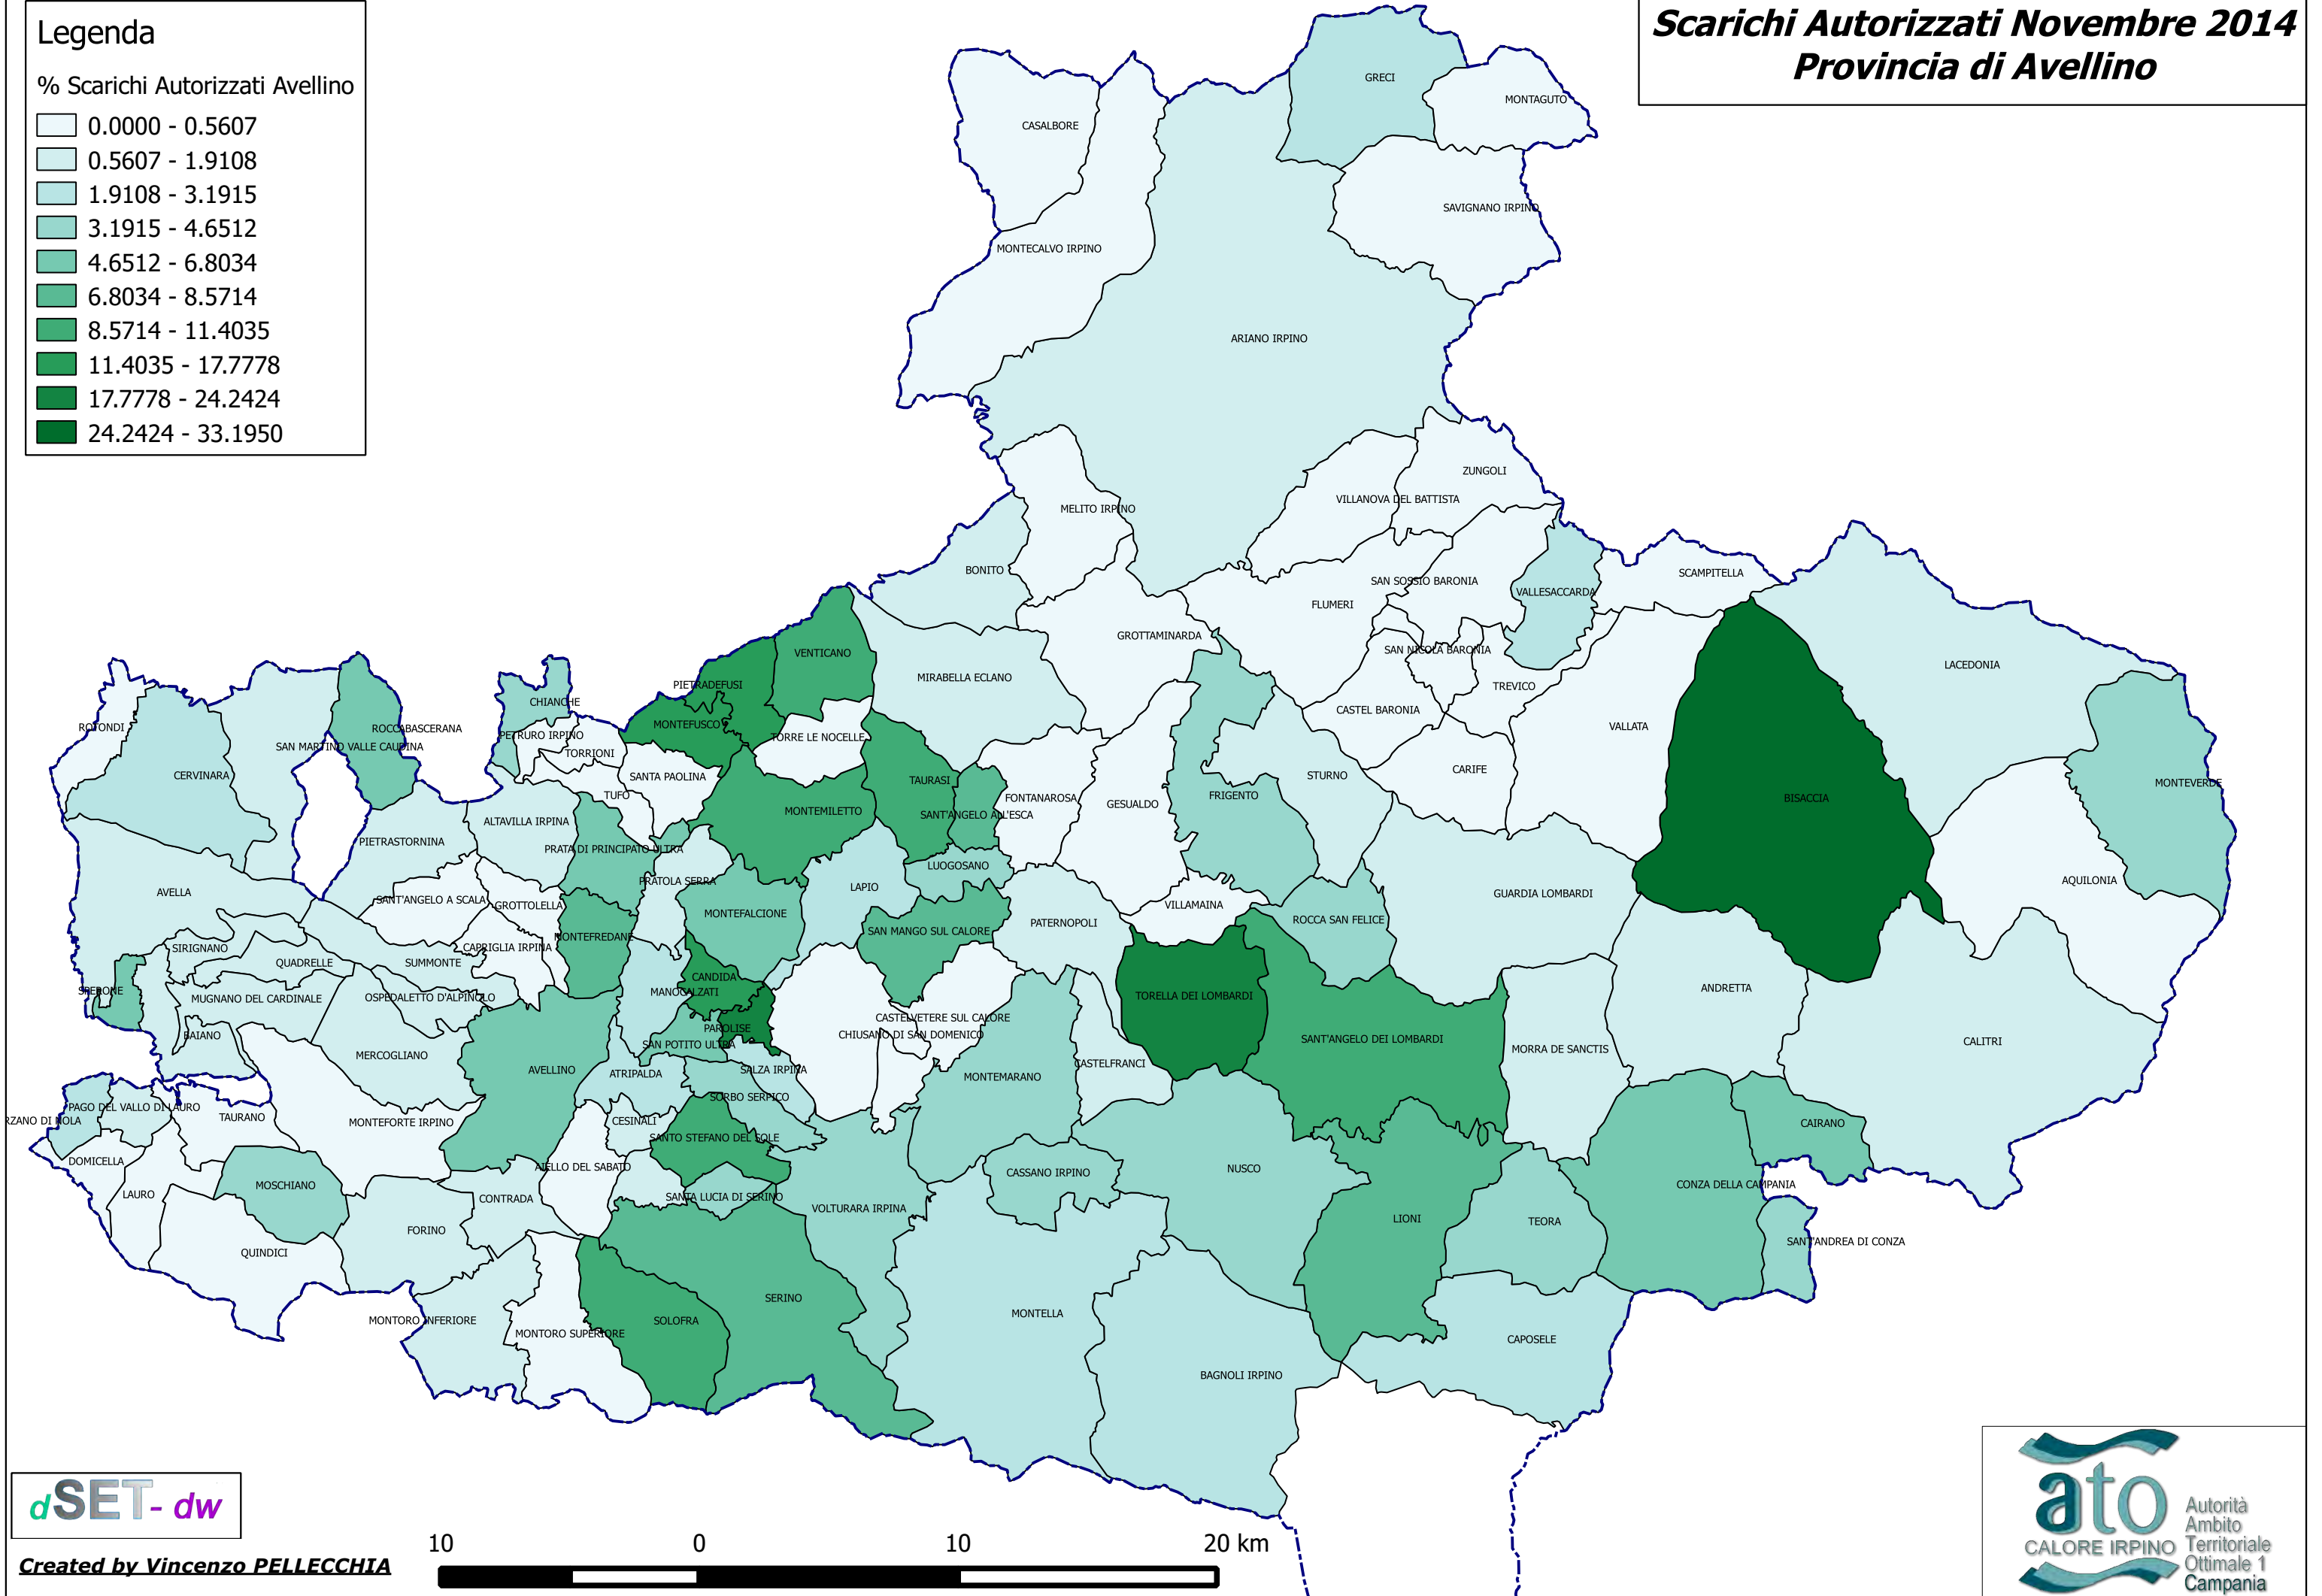 Legenda
% Scarichi Autorizzati Avellino
0.0000 - 0.5607
0.5607 - 1.9108
1.9108 - 3.1915
3.1915 - 4.6512
4.6512 - 6.8034
6.8034 - 8.5714
8.5714 - 11.4035
11.4035 - 17.7778
17.7778 - 24.2424
24.2424 - 33.1950
Scarichi Autorizzati Novembre 2014
Provincia di Avellino
GRECI
MONTAGUTO
CASALBORE
SAVIGNANO IRPINO
MONTECALVO IRPINO
ARIANO IRPINO
ZUNGOLI
VILLANOVA DEL BATTISTA
MELITO IRPINO
BONITO
SCAMPITELLA
SAN SOSSIO BARONIA
VALLESACCARDA
FLUMERI
GROTTAMINARDA
SAN NICOLA BARONIA
VENTICANO
LACEDONIA
MIRABELLA ECLANO
PIETRADEFUSI
TREVICO
CHIANCHE
CASTEL BARONIA
MONTEFUSCO
ROTONDI
ROCCABASCERANA
VALLATA
PETRURO IRPINO
TORRE LE NOCELLE
SAN MARTINO VALLE CAUDINA
TORRIONI
CARIFE
CERVINARA
SANTA PAOLINA
STURNO
TAURASI
MONTEVERDE
TUFO
FRIGENTO
FONTANAROSA
BISACCIA
GESUALDO
MONTEMILETTO
SANT'ANGELO ALL'ESCA
ALTAVILLA IRPINA
PIETRASTORNINA
PRATA DI PRINCIPATO ULTRA
LUOGOSANO
PRATOLA SERRA
AQUILONIA
LAPIO
AVELLA
GUARDIA LOMBARDI
SANT'ANGELO A SCALA
GROTTOLELLA
VILLAMAINA
MONTEFALCIONE
ROCCA SAN FELICE
PATERNOPOLI
SAN MANGO SUL CALORE
MONTEFREDANE
SIRIGNANO
CAPRIGLIA IRPINA
QUADRELLE
SUMMONTE
CANDIDA
ANDRETTA
SPERONE
MANOCALZATI
TORELLA DEI LOMBARDI
MUGNANO DEL CARDINALE
OSPEDALETTO D'ALPINOLO
CASTELVETERE SUL CALORE
PAROLISE
CHIUSANO DI SAN DOMENICO
BAIANO
SANT'ANGELO DEI LOMBARDI
CALITRI
SAN POTITO ULTRA
MORRA DE SANCTIS
MERCOGLIANO
CASTELFRANCI
AVELLINO
SALZA IRPINA
ATRIPALDA
MONTEMARANO
SORBO SERPICO
PAGO DEL VALLO DI LAURO
TAURANO
RZANO DI NOLA
MONTEFORTE IRPINO
CESINALI
CAIRANO
SANTO STEFANO DEL SOLE
DOMICELLA
AIELLO DEL SABATO
NUSCO
CASSANO IRPINO
MOSCHIANO
CONZA DELLA CAMPANIA
LAURO
CONTRADA
SANTA LUCIA DI SERINO
VOLTURARA IRPINA
LIONI
TEORA
FORINO
SANT'ANDREA DI CONZA
QUINDICI
SERINO
MONTELLA
MONTORO INFERIORE
SOLOFRA
MONTORO SUPERIORE
CAPOSELE
BAGNOLI IRPINO
dSET- dw
Created by Vincenzo PELLECCHIA
10 0 10 20 km
ato
CALORE IRPINO
Autorità
Ambito
Territoriale
Ottimale 1
Campania